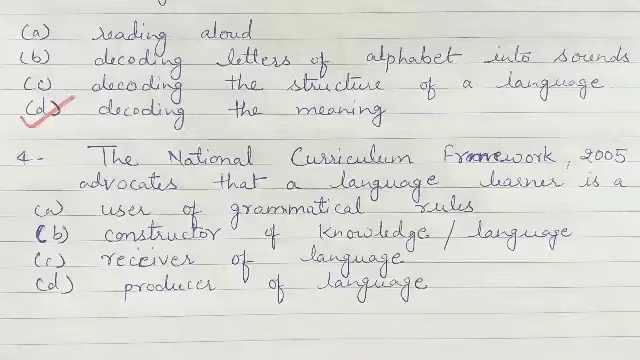 (a) reading aloud
(b) decoding letters of alphabet into sounds
(c) decoding the structure of a language
(d) decoding the meaning
4- The National Curriculum Framework, 2005
advocates that a language learner is a
(a) user of grammatical rules
(b) constructor of knowledge / language
(c) receiver of language
(d) producer of language